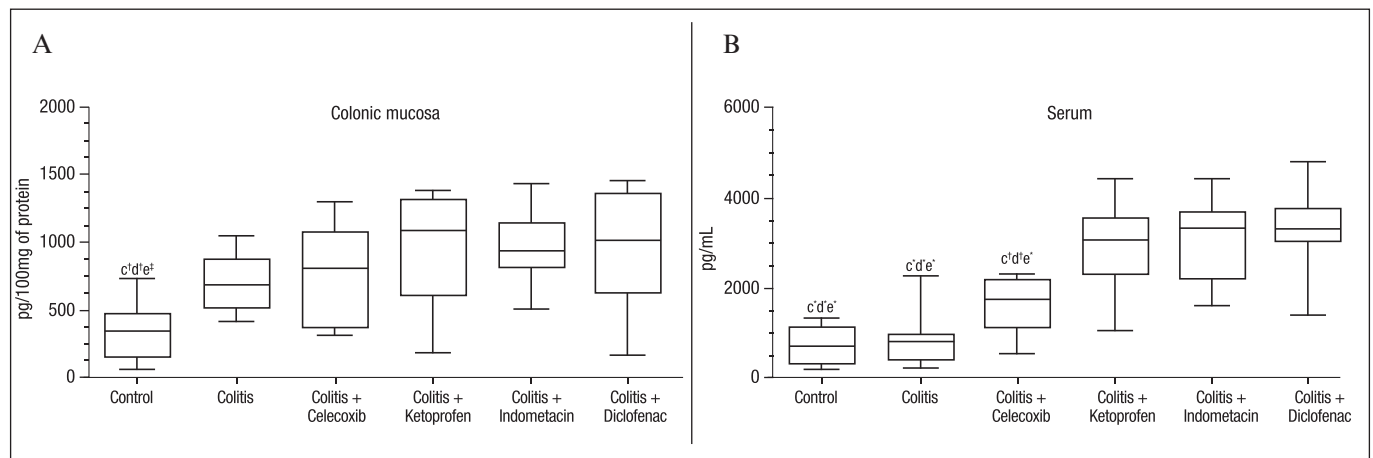 A
Colonic mucosa
pg/100mg of protein
2000
1500
1000
500
0
c†d†e‡
Control
Colitis
Colitis +
Celecoxib
Colitis +
Ketoprofen
Colitis +
Indometacin
Colitis +
Diclofenac
B
Serum
pg/mL
6000
4000
2000
0
c*d*e*
c*d*e*
c†d†e*
Control
Colitis
Colitis +
Celecoxib
Colitis +
Ketoprofen
Colitis +
Indometacin
Colitis +
Diclofenac